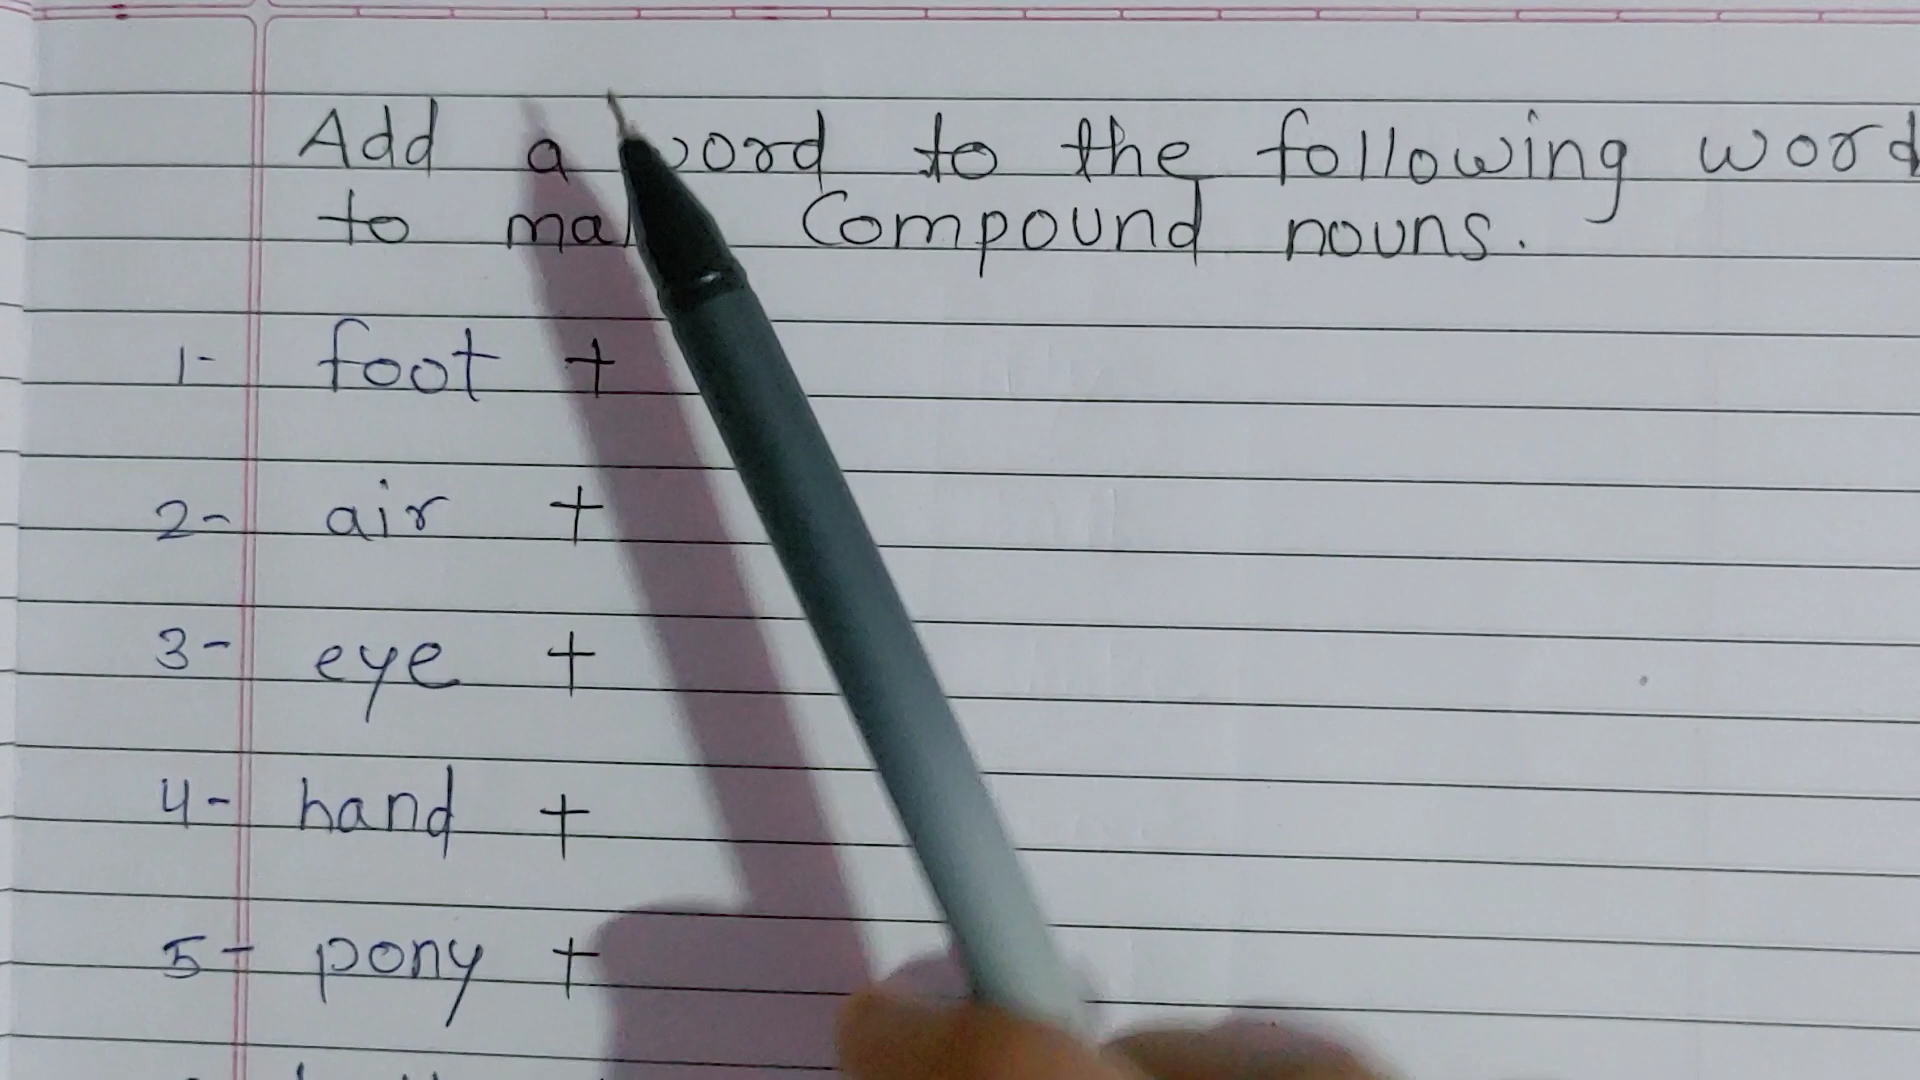 Add a word to the following word
to mak Compound nouns.
1- foot +
2- air +
3- eye +
4- hand +
5- pony +